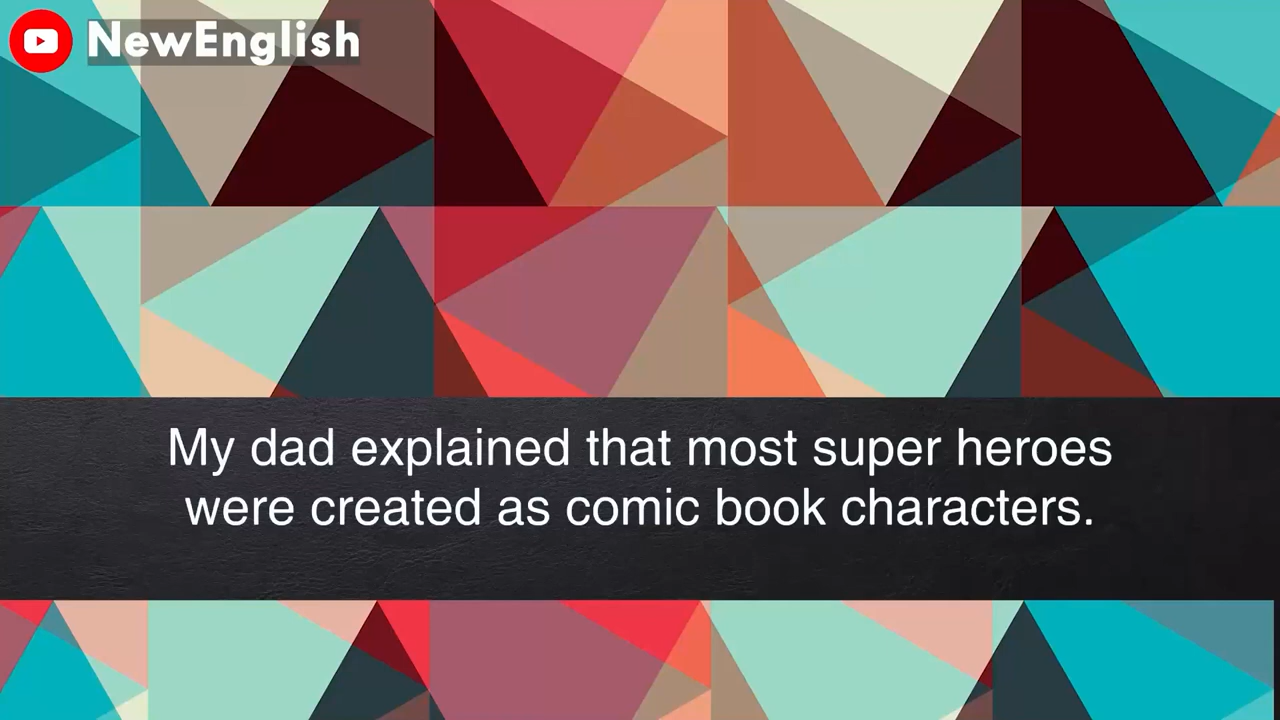 NewEnglish
My dad explained that most super heroes
were created as comic book characters.